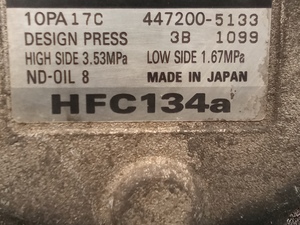 10PA17C 447200-5133
DESIGN PRESS 3B 1099
HIGH SIDE 3.53MPa LOW SIDE 1.67MPa
ND-OIL 8 MADE IN JAPAN
HFC134a